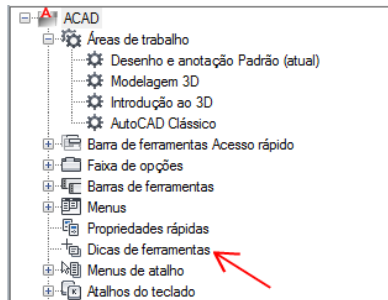 ACAD
Áreas de trabalho
Desenho e anotação Padrão (atual)
Modelagem 3D
Introdução ao 3D
AutoCAD Clássico
Barra de ferramentas Acesso rápido
Faixa de opções
Barras de ferramentas
Menus
Propriedades rápidas
Dicas de ferramentas
Menus de atalho
Atalhos do teclado